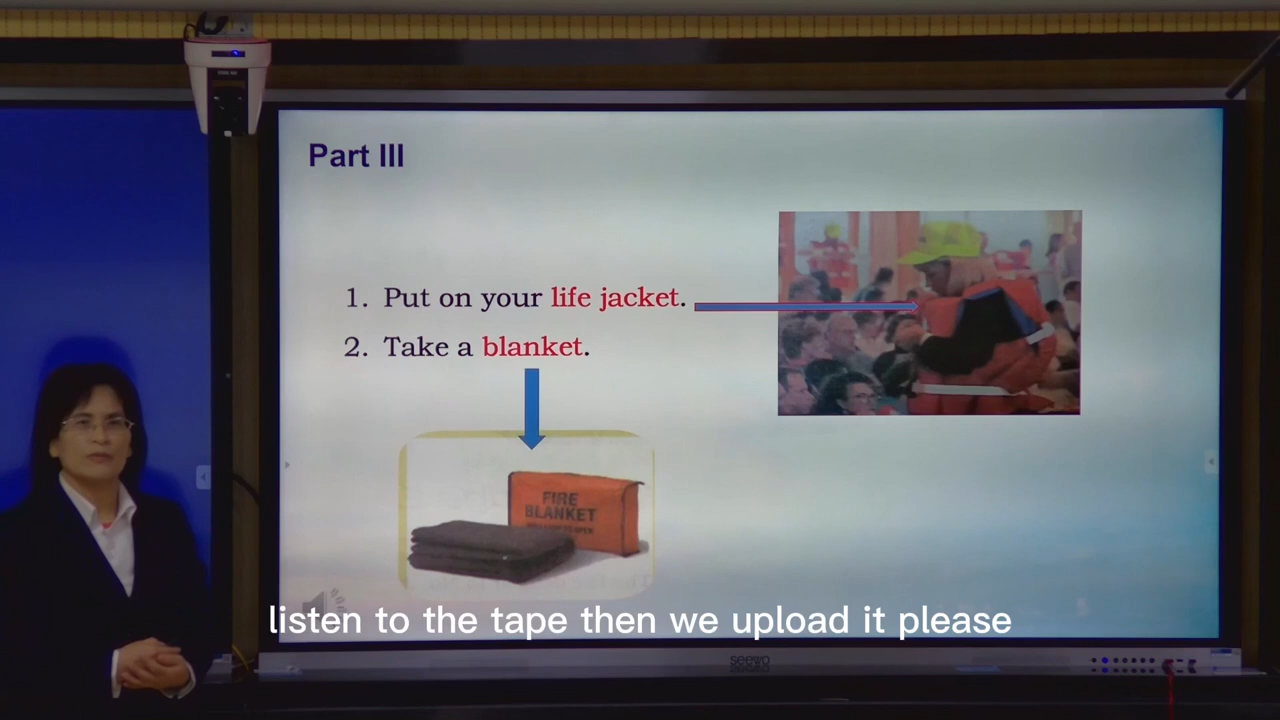 Part III
1. Put on your life jacket.
2. Take a blanket.
FIRE
BLANKET
listen to the tape then we upload it please
seewo